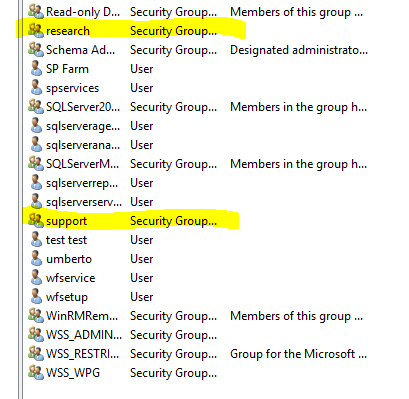 Read-only D... Security Group... Members of this group ...
research Security Group...
Schema Ad... Security Group... Designated administrato...
SP Farm User
spservices User
SQLServer20... Security Group... Members in the group h...
sqlserverage... User
sqlserverana... User
SQLServerM... Security Group... Members in the group h...
sqlserverrep... User
sqlserverserv... User
support Security Group...
test test User
umberto User
wfservice User
wfsetup User
WinRMRem... Security Group... Members of this group ...
WSS_ADMIN... Security Group...
WSS_RESTRI... Security Group... Group for the Microsoft ...
WSS_WPG Security Group...